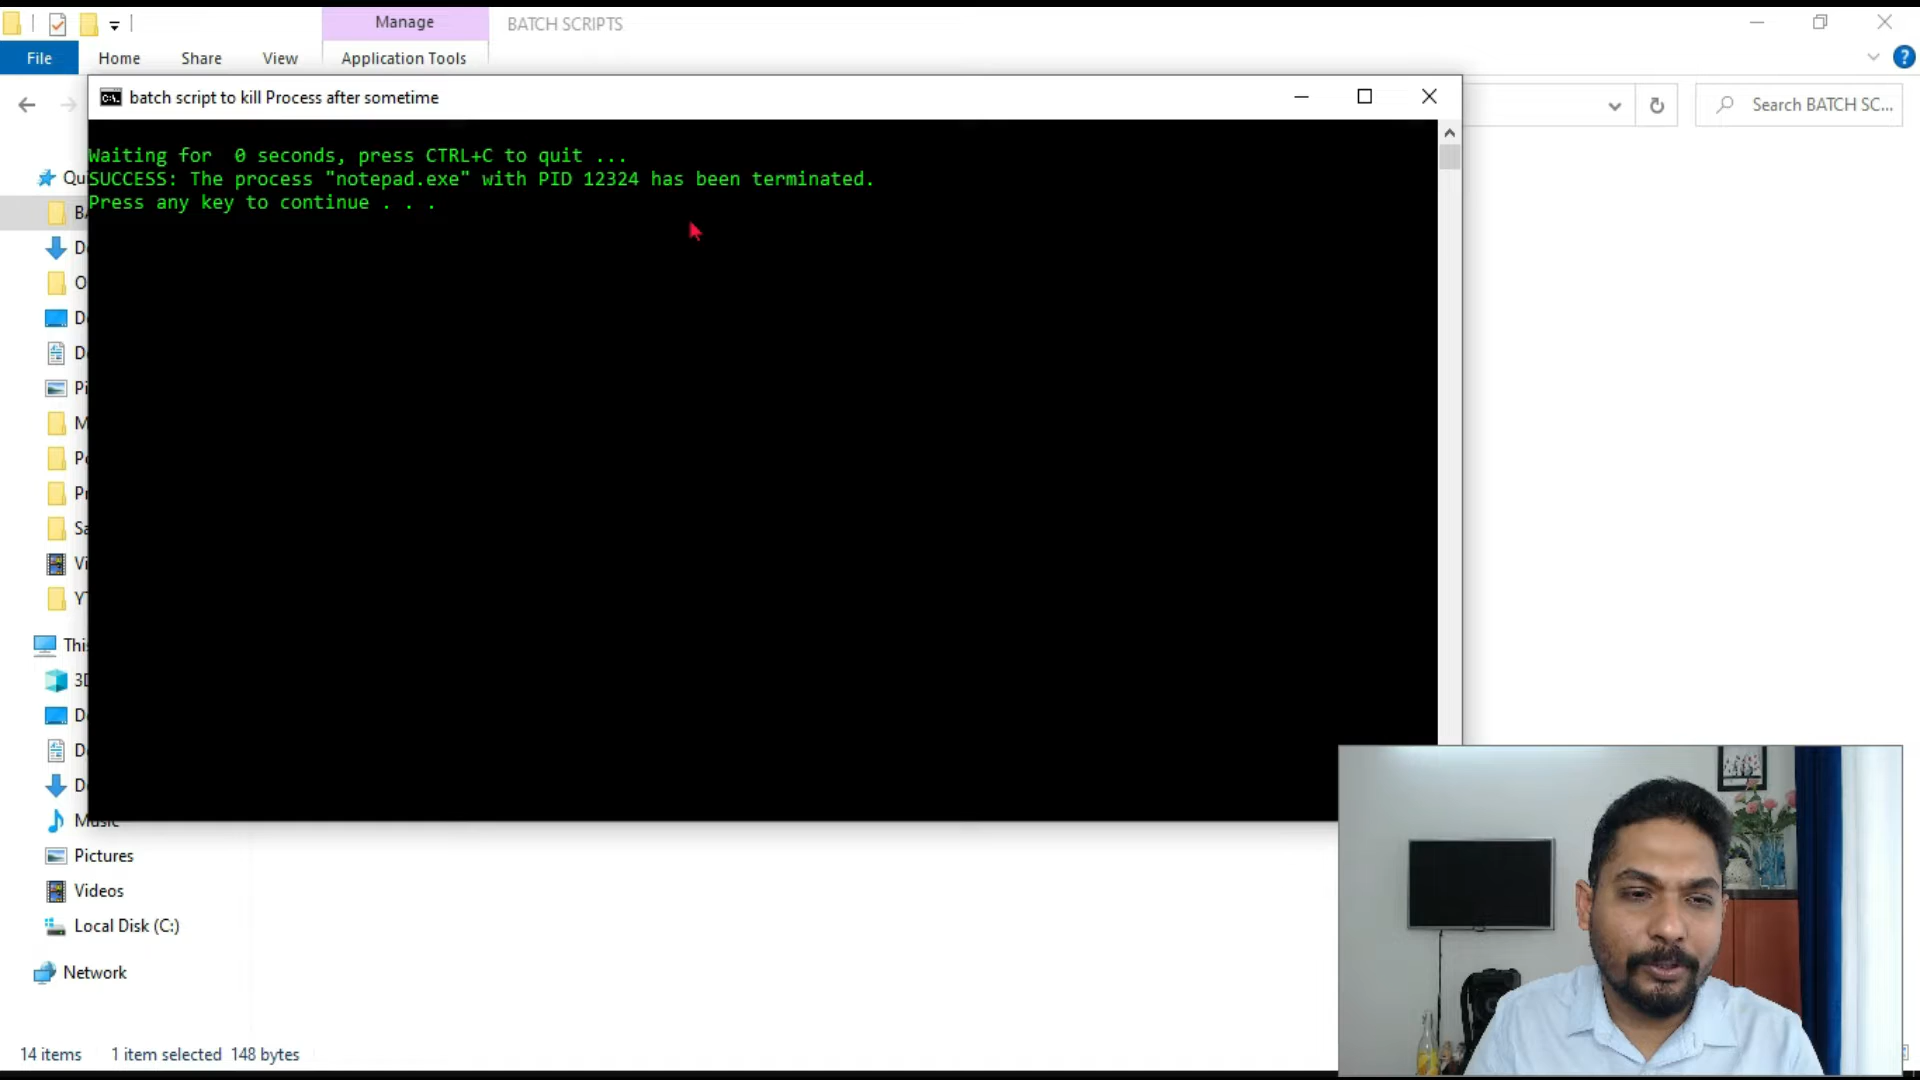 Manage
BATCH SCRIPTS
File
Home
Share
View
Application Tools
batch script to kill Process after sometime
Search BATCH SC...
Waiting for  0 seconds, press CTRL+C to quit ...
SUCCESS: The process "notepad.exe" with PID 12324 has been terminated.
Press any key to continue . . .
Music
Pictures
Videos
Local Disk (C:)
Network
14 items
1 item selected
148 bytes